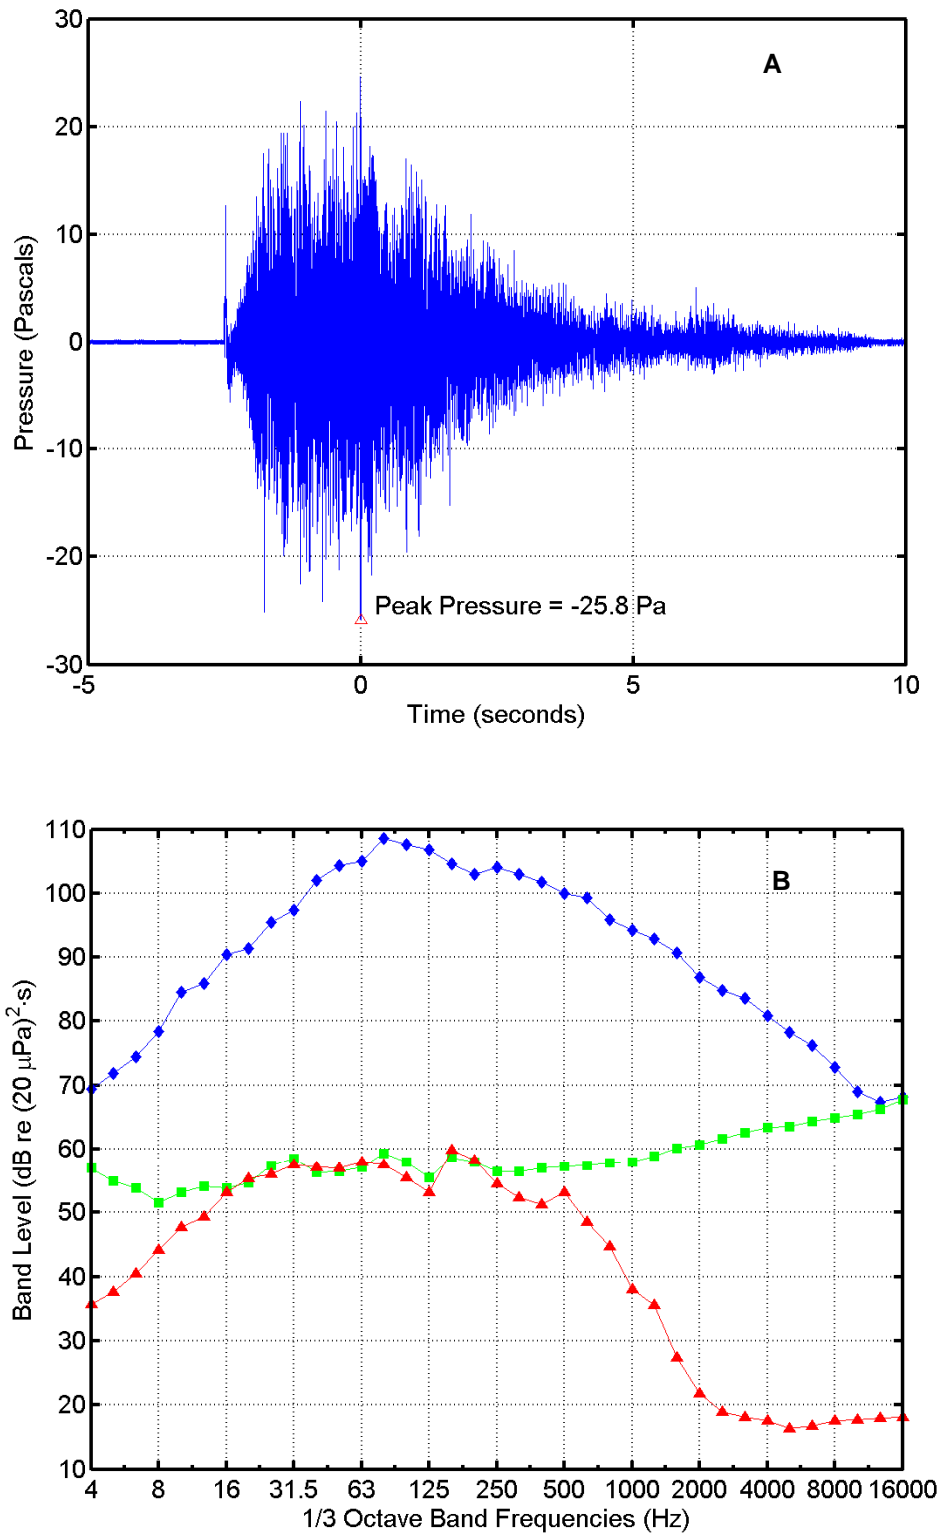 30
A
20
10
0
-10
-20
-30
Pressure (Pascals)
Peak Pressure = -25.8 Pa
-5 0 5 10
Time (seconds)
110
B
100
90
80
70
60
50
40
30
20
10
Band Level (dB re (20 μPa)²·s)
4 8 16 31.5 63 125 250 500 1000 2000 4000 8000 16000
1/3 Octave Band Frequencies (Hz)